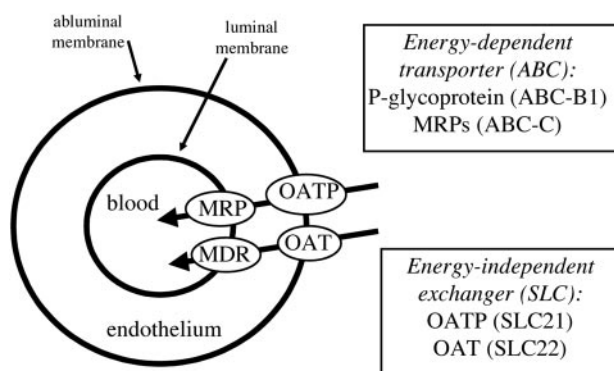 abluminal
membrane
luminal
membrane
blood
MRP
OATP
MDR
OAT
endothelium
Energy-dependent
transporter (ABC):
P-glycoprotein (ABC-B1)
MRPs (ABC-C)
Energy-independent
exchanger (SLC):
OATP (SLC21)
OAT (SLC22)